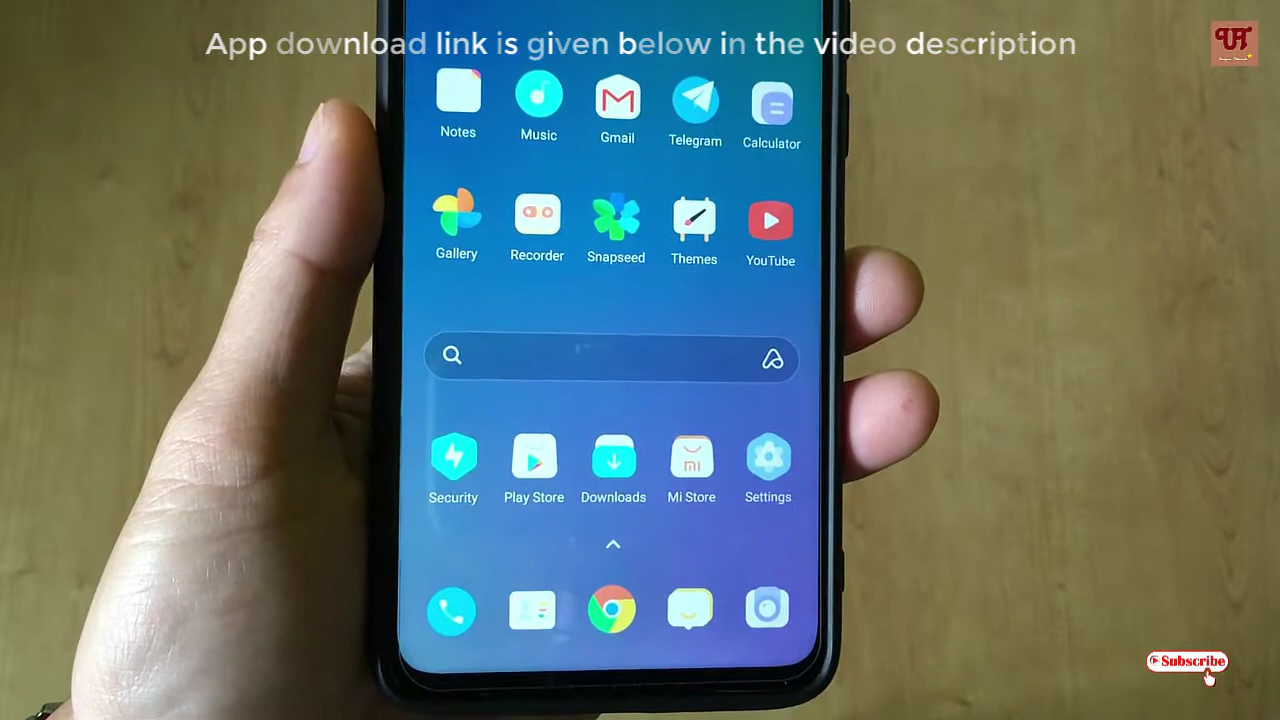 App download link is given below in the video description
Notes
Music
Gmail
Telegram
Calculator
Gallery
Recorder
Snapseed
Themes
YouTube
mi
Security
Play Store
Downloads
Mi Store
Settings
Subscribe